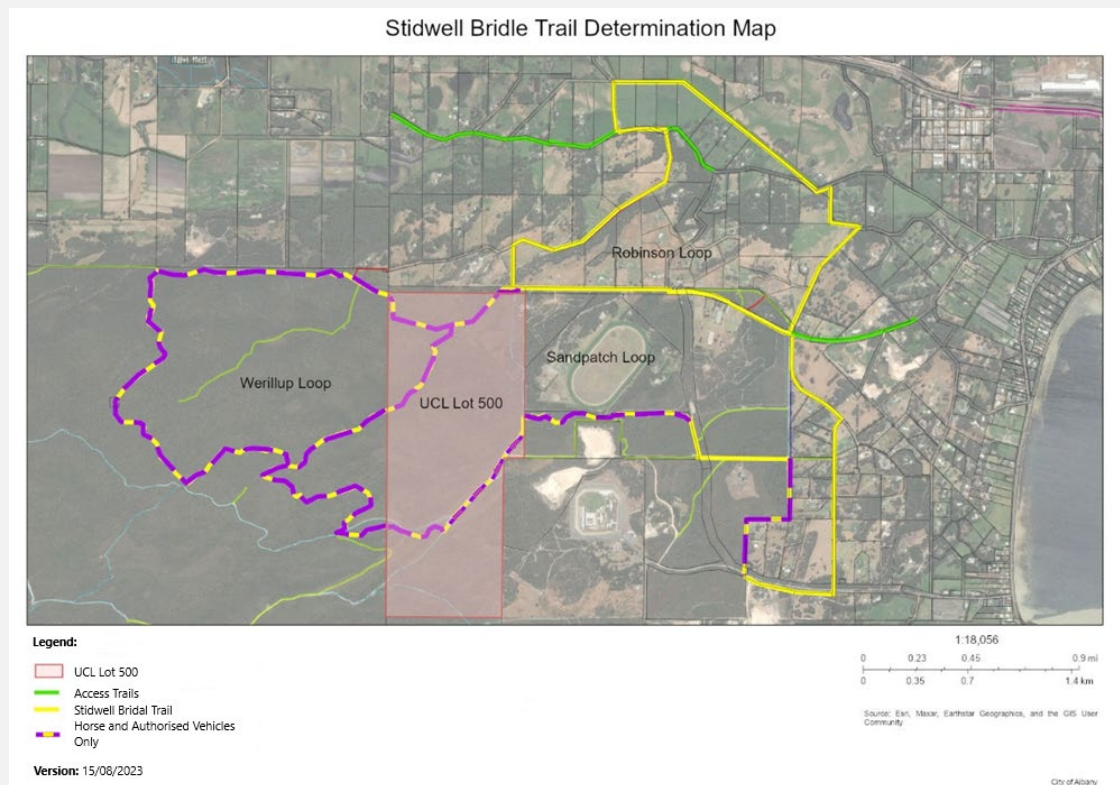 Stidwell Bridle Trail Determination Map
Robinson Loop
Sandpatch Loop
Werillup Loop
UCL Lot 500
Legend:
UCL Lot 500
Access Trails
Stidwell Bridal Trail
Horse and Authorised Vehicles
Only
Version: 15/08/2023
1:18,056
0 0.23 0.45 0.9 mi
0 0.35 0.7 1.4 km
Source: Esri, Maxar, Earthstar Geographics, and the GIS User
Community
City of Albany